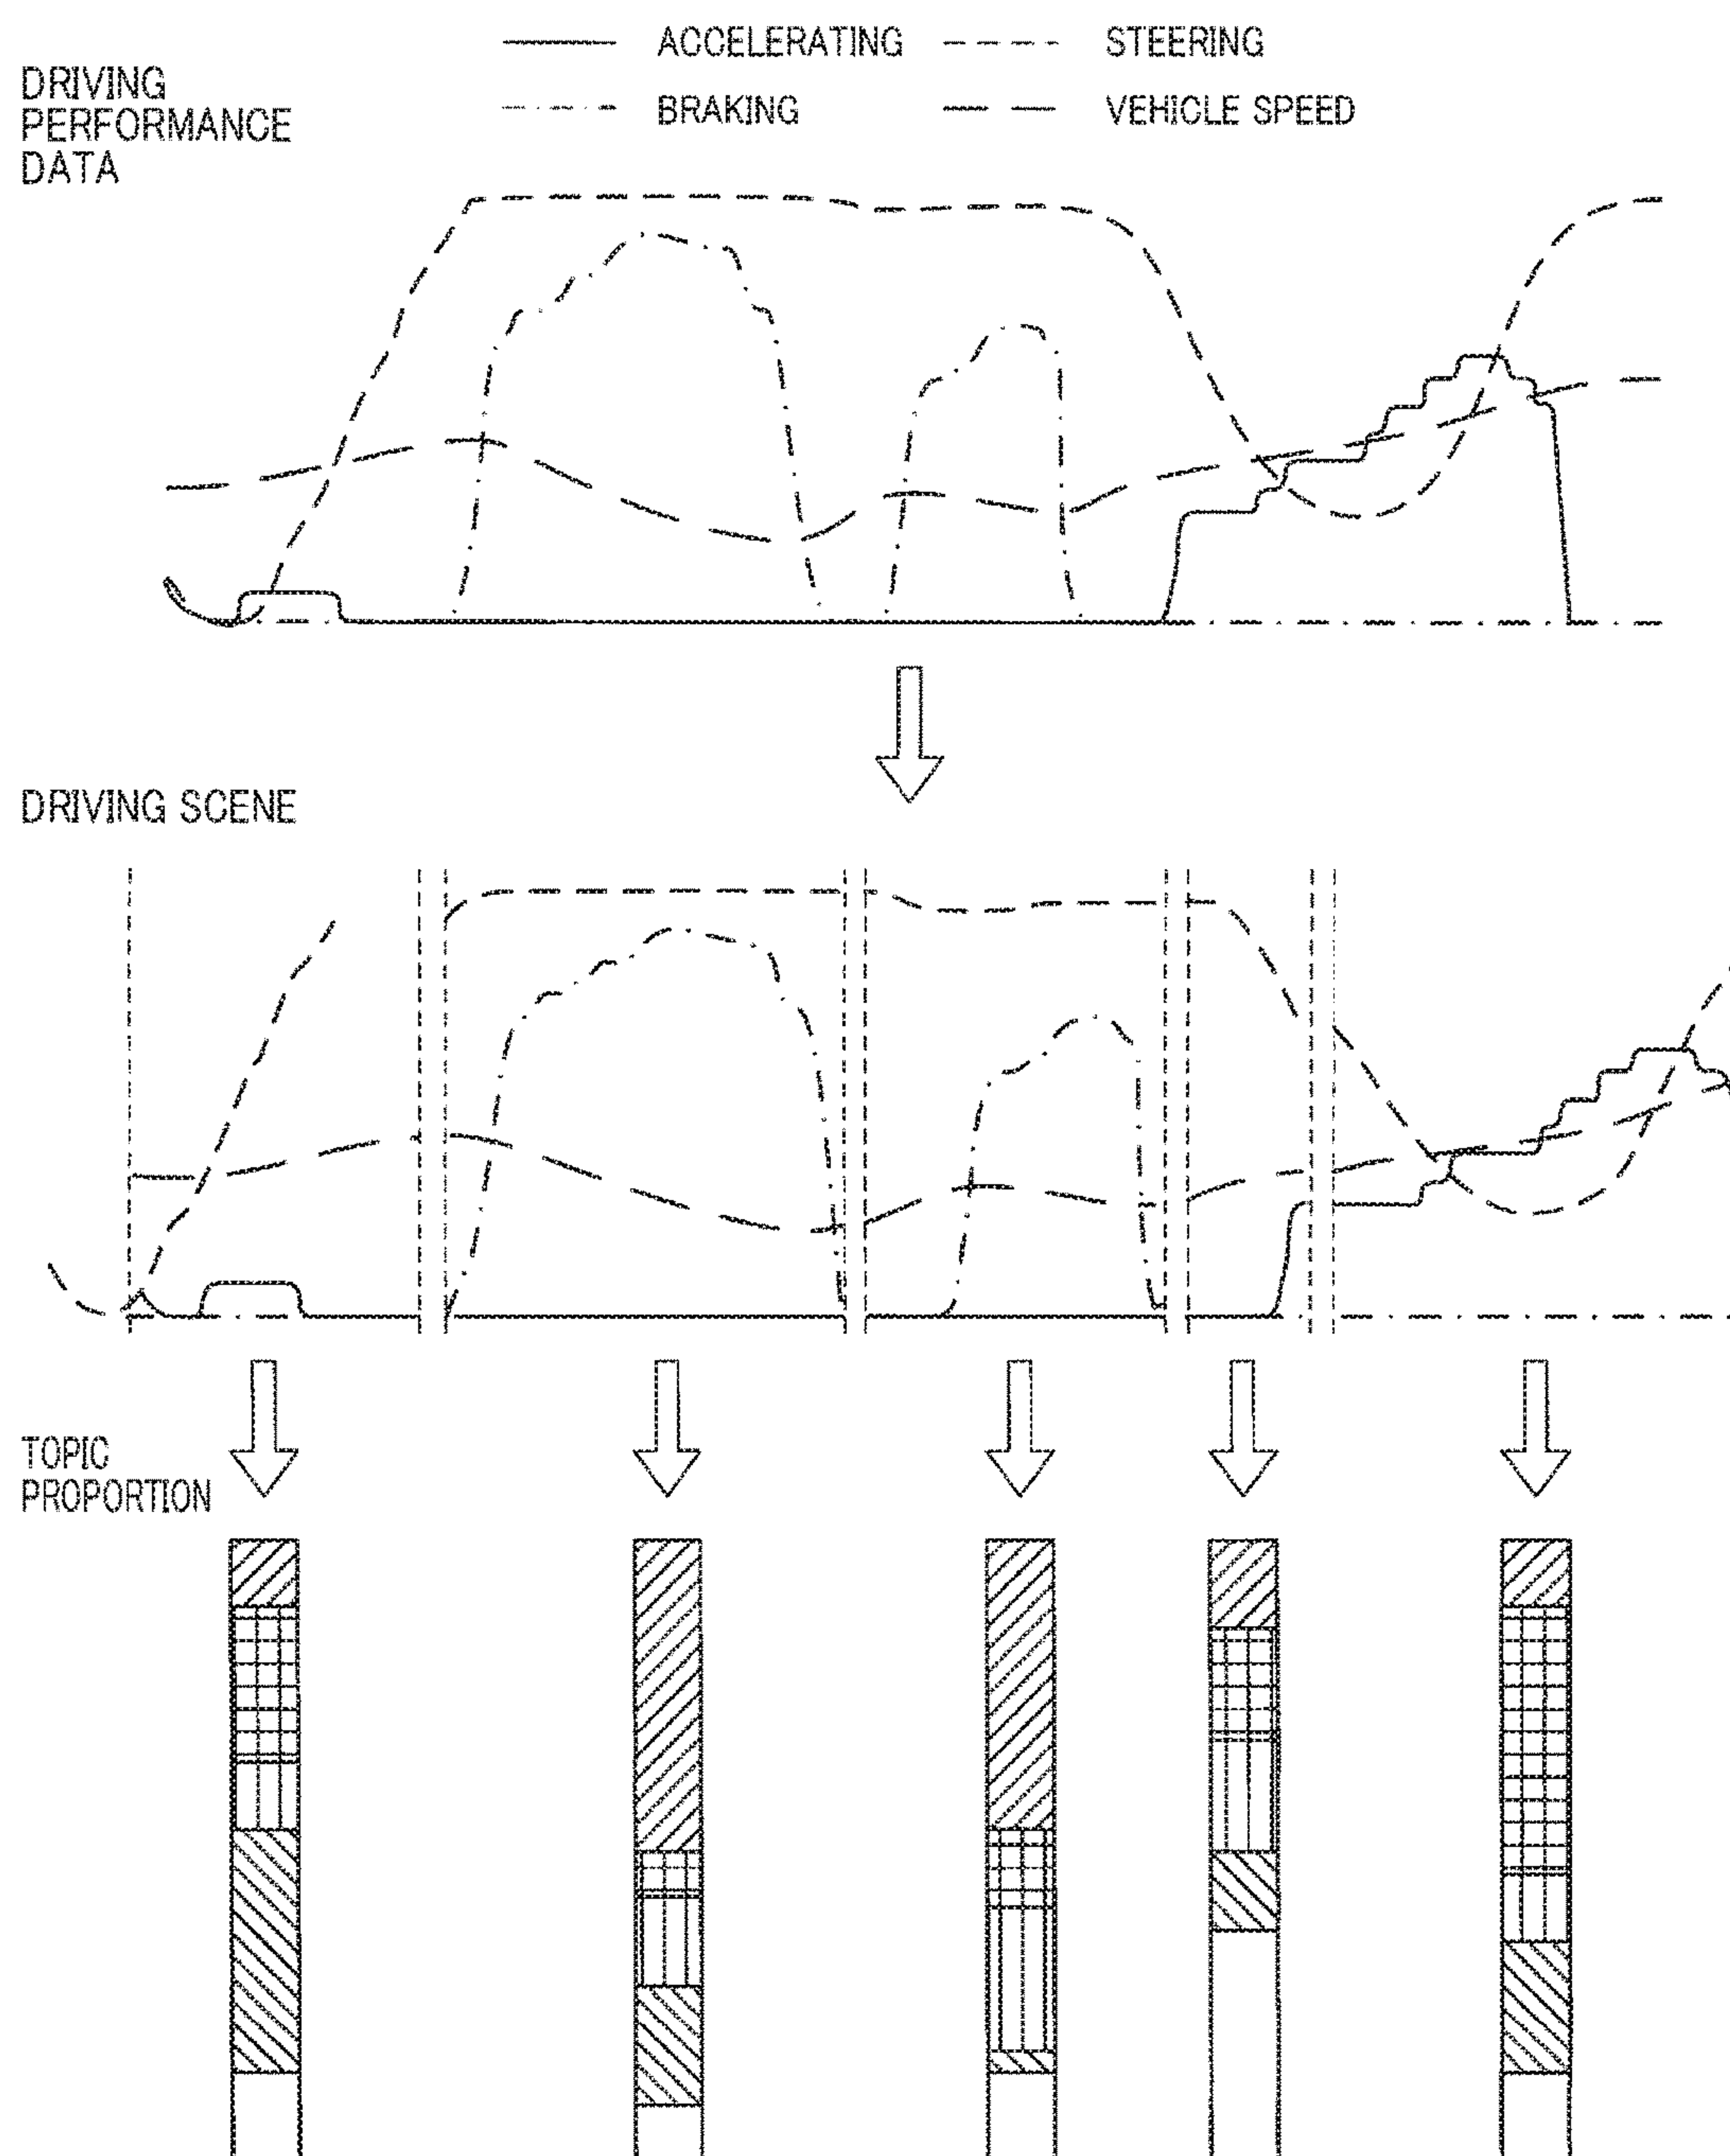 ACCELERATING
STEERING
DRIVING
PERFORMANCE
DATA
BRAKING
VEHICLE SPEED
DRIVING SCENE
TOPIC
PROPORTION